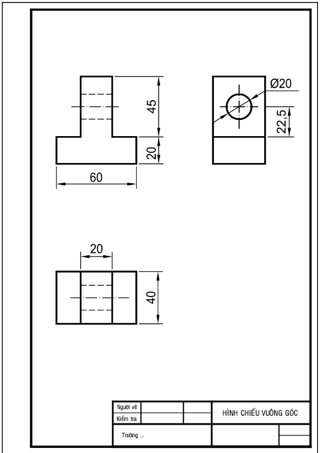 Ø20
45
22,5
20
60
20
40
Người vẽ
Kiểm tra
HÌNH CHIẾU VUÔNG GÓC
Trường ...